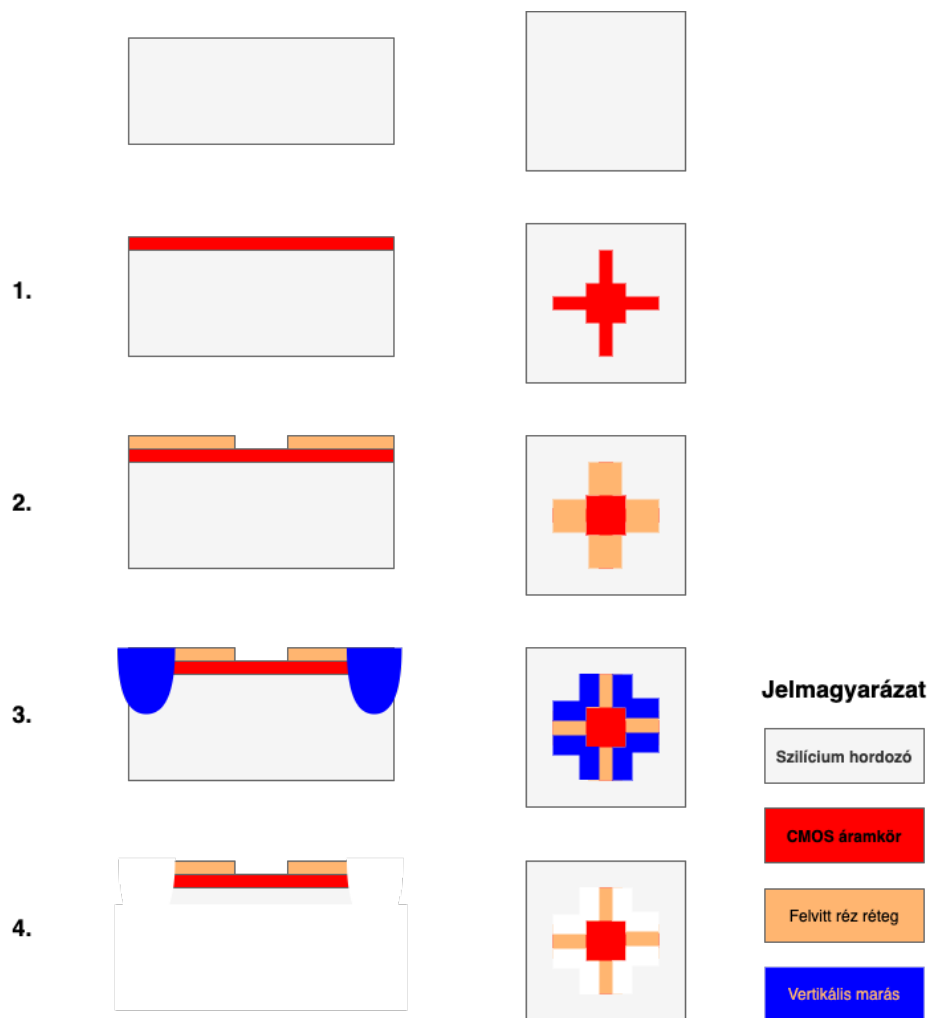 1.
2.
3.
Jelmagyarázat
Szilícium hordozó
CMOS áramkör
Felvitt réz réteg
4.
Vertikális marás